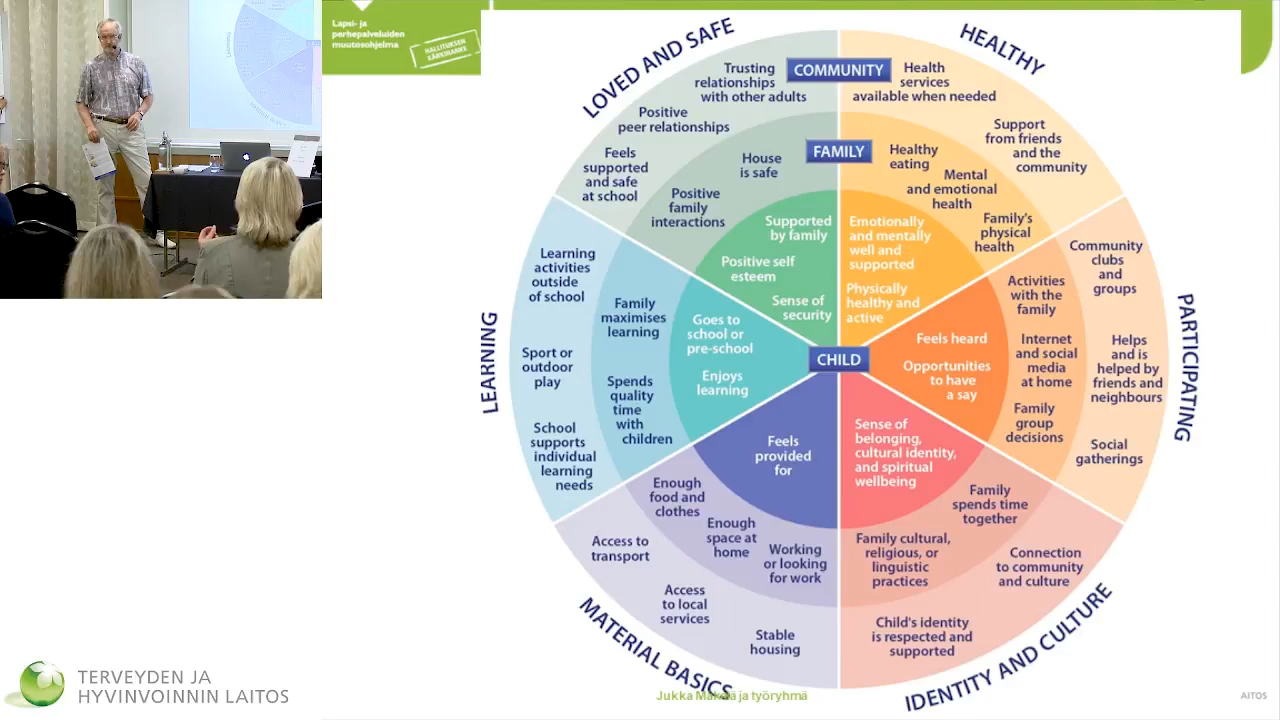 Lapsi- ja
perhepalveluiden
muutosohjelma
HALLITUKSEN
KÄRKIHANKE
LOVED AND SAFE
HEALTHY
PARTICIPATING
IDENTITY AND CULTURE
MATERIAL BASICS
LEARNING
COMMUNITY
FAMILY
CHILD
Trusting
relationships
with other adults
Positive
peer relationships
Feels
supported
and safe
at school
House
is safe
Positive
family
interactions
Supported
by family
Positive self
esteem
Sense of
security
Health
services
available when needed
Support
from friends
and the
community
Healthy
eating
Mental
and emotional
health
Family's
physical
health
Emotionally
and mentally
well and
supported
Physically
healthy and
active
Community
clubs
and
groups
Helps
and is
helped by
friends and
neighbours
Social
gatherings
Activities
with the
family
Internet
and social
media
at home
Family
group
decisions
Feels heard
Opportunities
to have
a say
Sense of
belonging,
cultural identity,
and spiritual
wellbeing
Family
spends time
together
Family cultural,
religious, or
linguistic
practices
Connection
to community
and culture
Child's identity
is respected and
supported
Feels
provided
for
Enough
food and
clothes
Enough
space at
home
Working
or looking
for work
Access to
transport
Access
to local
services
Stable
housing
Goes to
school or
pre-school
Enjoys
learning
Family
maximises
learning
Spends
quality
time
with
children
Learning
activities
outside
of school
Sport or
outdoor
play
School
supports
individual
learning
needs
Jukka Mäkelä ja työryhmä
AITOS
TERVEYDEN JA
HYVINVOINNIN LAITOS